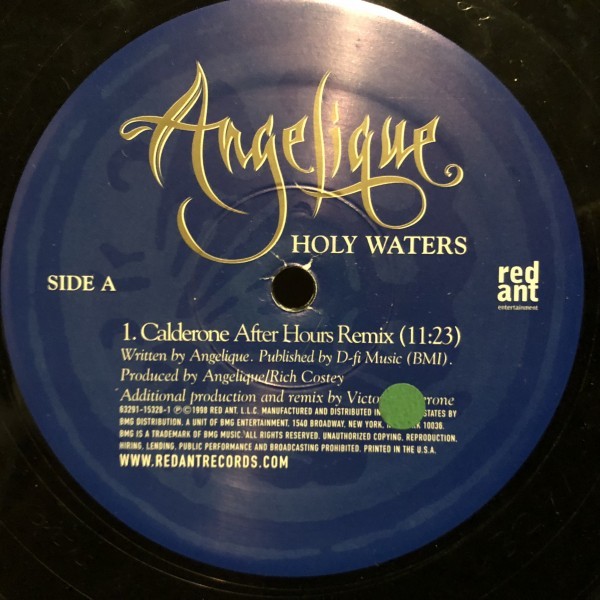 Angelique
HOLY WATERS
SIDE A
red
ant
entertainment
1. Calderone After Hours Remix (11:23)
Written by Angelique. Published by D-fi Music (BMI).
Produced by Angelique/Rich Costey
Additional production and remix by
63291-15328-1 ℗©1998 RED ANT, L.L.C. MANUFACTURED AND DISTRIBUTED IN STATES BY
BMG DISTRIBUTION, A UNIT OF BMG ENTERTAINMENT, 1540 BROADWAY, NEW YORK, 10036.
BMG IS A TRADEMARK OF BMG MUSIC. ALL RIGHTS RESERVED. UNAUTHORIZED COPYING, REPRODUCTION,
HIRING, LENDING, PUBLIC PERFORMANCE AND BROADCASTING PROHIBITED. PRINTED IN THE U.S.A.
WWW.REDANTRECORDS.COM